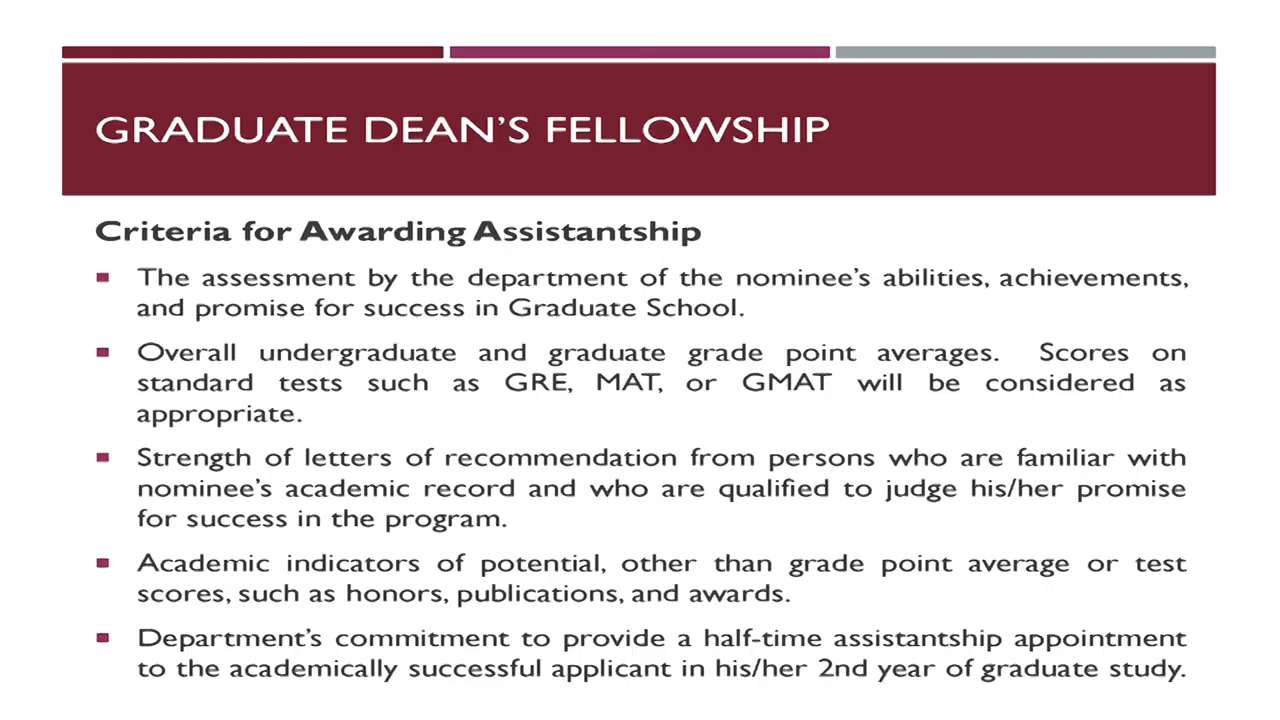 GRADUATE DEAN’S FELLOWSHIP
Criteria for Awarding Assistantship
The assessment by the department of the nominee’s abilities, achievements,
and promise for success in Graduate School.
Overall undergraduate and graduate grade point averages. Scores on
standard tests such as GRE, MAT, or GMAT will be considered as
appropriate.
Strength of letters of recommendation from persons who are familiar with
nominee’s academic record and who are qualified to judge his/her promise
for success in the program.
Academic indicators of potential, other than grade point average or test
scores, such as honors, publications, and awards.
Department’s commitment to provide a half-time assistantship appointment
to the academically successful applicant in his/her 2nd year of graduate study.